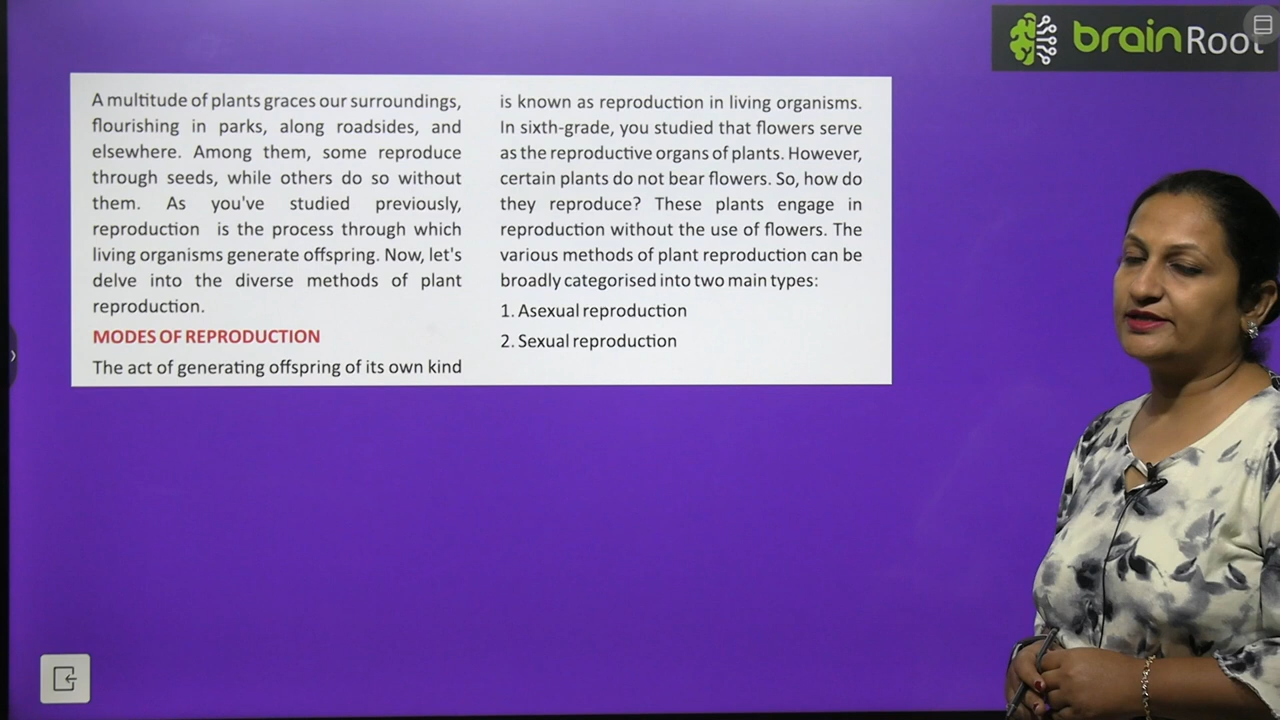 brainRoot
A multitude of plants graces our surroundings,
flourishing in parks, along roadsides, and
elsewhere. Among them, some reproduce
through seeds, while others do so without
them. As you've studied previously,
reproduction is the process through which
living organisms generate offspring. Now, let's
delve into the diverse methods of plant
reproduction.
MODES OF REPRODUCTION
The act of generating offspring of its own kind
is known as reproduction in living organisms.
In sixth-grade, you studied that flowers serve
as the reproductive organs of plants. However,
certain plants do not bear flowers. So, how do
they reproduce? These plants engage in
reproduction without the use of flowers. The
various methods of plant reproduction can be
broadly categorised into two main types:
1. Asexual reproduction
2. Sexual reproduction